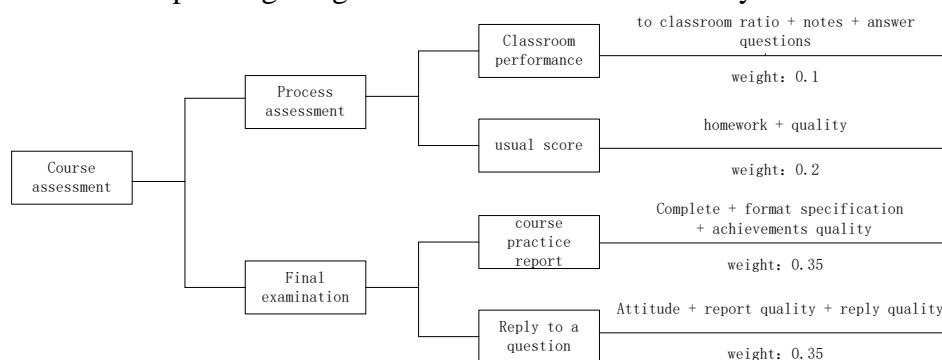 to classroom ratio + notes + answer
questions
Classroom
performance
weight: 0.1
Process
assessment
homework + quality
usual score
weight: 0.2
Course
assessment
Complete + format specification
+ achievements quality
course
practice
report
weight: 0.35
Final
examination
Attitude + report quality + reply quality
Reply to a
question
weight: 0.35